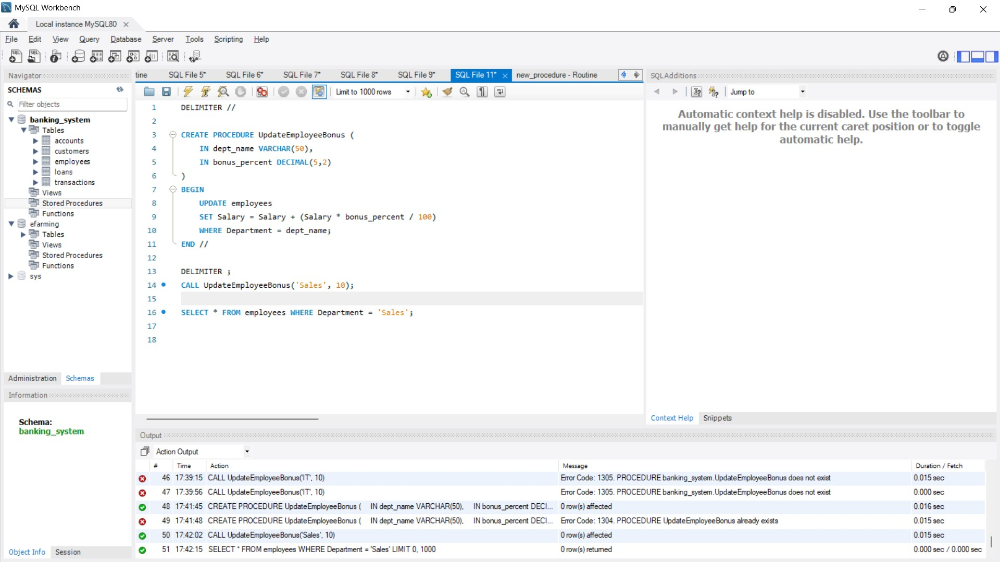 MySQL Workbench
Local instance MySQL80
File Edit View Query Database Server Tools Scripting Help
Navigator
SCHEMAS
Filter objects
banking_system
Tables
accounts
customers
employees
loans
transactions
Views
Stored Procedures
Functions
efarming
Tables
Views
Stored Procedures
Functions
sys
Administration Schemas
Information
Schema:
banking_system
Object Info Session
tine SQL File 5* SQL File 6* SQL File 7* SQL File 8* SQL File 9* SQL File 11* new_procedure - Routine
Limit to 1000 rows
1 DELIMITER //
2
3 CREATE PROCEDURE UpdateEmployeeBonus (
4 IN dept_name VARCHAR(50),
5 IN bonus_percent DECIMAL(5,2)
6 )
7 BEGIN
8 UPDATE employees
9 SET Salary = Salary + (Salary * bonus_percent / 100)
10 WHERE Department = dept_name;
11 END //
12
13 DELIMITER ;
14 CALL UpdateEmployeeBonus('Sales', 10);
15
16 SELECT * FROM employees WHERE Department = 'Sales';
17
18
SQLAdditions
Jump to
Automatic context help is disabled. Use the toolbar to
manually get help for the current caret position or to toggle
automatic help.
Context Help Snippets
Output
Action Output
# Time Action Message Duration / Fetch
46 17:39:15 CALL UpdateEmployeeBonus('IT', 10) Error Code: 1305. PROCEDURE banking_system.UpdateEmployeeBonus does not exist 0.015 sec
47 17:39:56 CALL UpdateEmployeeBonus('IT', 10) Error Code: 1305. PROCEDURE banking_system.UpdateEmployeeBonus does not exist 0.000 sec
48 17:41:45 CREATE PROCEDURE UpdateEmployeeBonus ( IN dept_name VARCHAR(50), IN bonus_percent DECI... 0 row(s) affected 0.016 sec
49 17:41:48 CREATE PROCEDURE UpdateEmployeeBonus ( IN dept_name VARCHAR(50), IN bonus_percent DECI... Error Code: 1304. PROCEDURE UpdateEmployeeBonus already exists 0.015 sec
50 17:42:02 CALL UpdateEmployeeBonus('Sales', 10) 0 row(s) affected 0.015 sec
51 17:42:15 SELECT * FROM employees WHERE Department = 'Sales' LIMIT 0, 1000 0 row(s) returned 0.000 sec / 0.000 sec